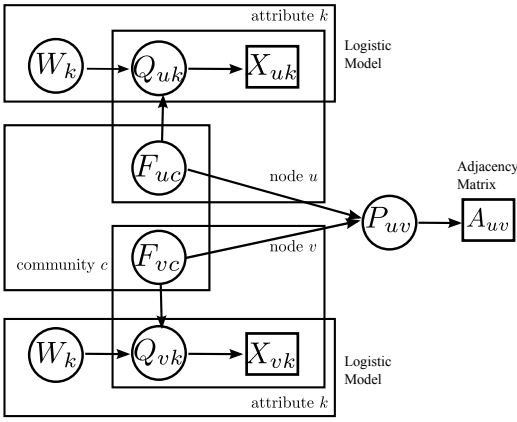 attribute k
W_k
Q_uk
X_uk
Logistic
Model
F_uc
node u
Adjacency
Matrix
P_uv
A_uv
F_vc
node v
community c
W_k
Q_vk
X_vk
Logistic
Model
attribute k